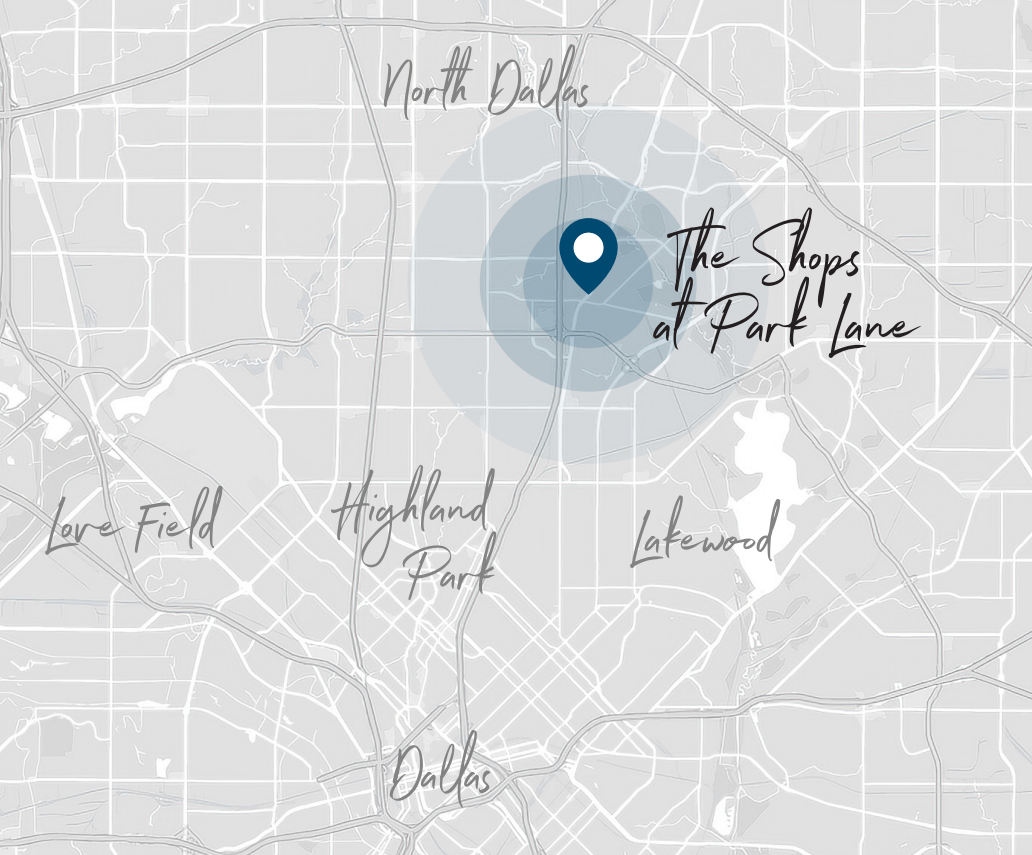 North Dallas
The Shops
at Park Lane
Highland
Park
Love Field
Lakewood
Dallas